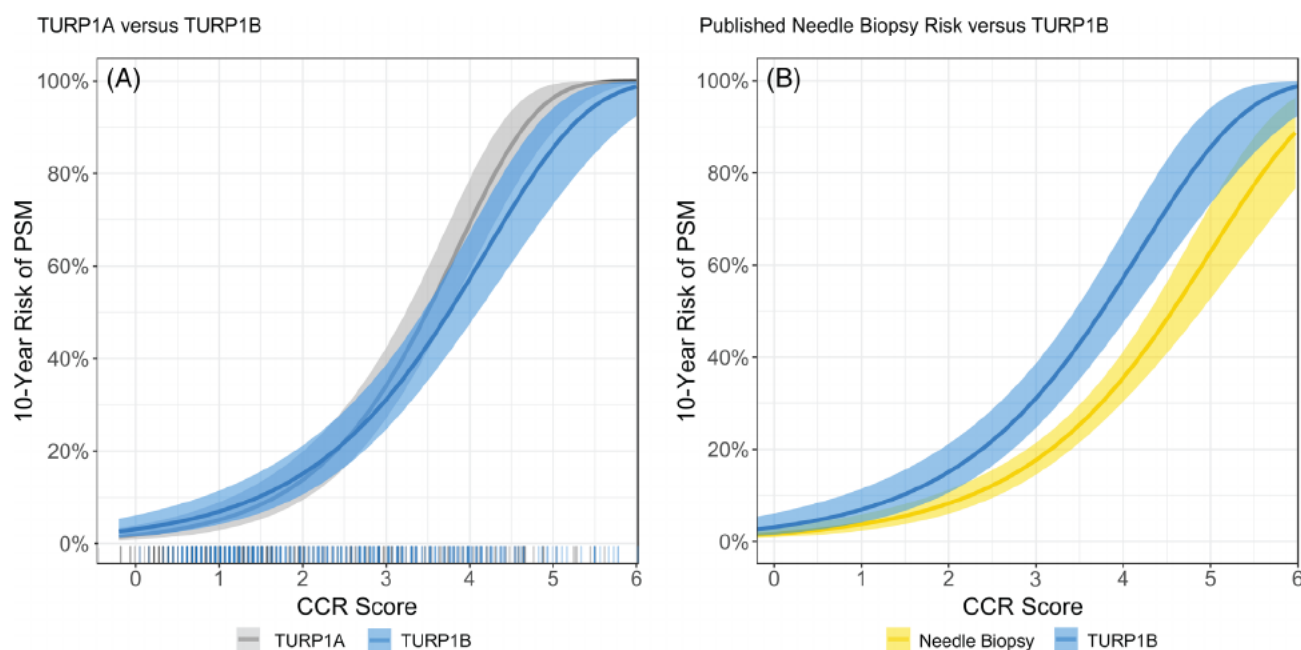 TURP1A versus TURP1B
(A)
10-Year Risk of PSM
100%
80%
60%
40%
20%
0%
0 1 2 3 4 5 6
CCR Score
TURP1A TURP1B
Published Needle Biopsy Risk versus TURP1B
(B)
10-Year Risk of PSM
100%
80%
60%
40%
20%
0%
0 1 2 3 4 5 6
CCR Score
Needle Biopsy TURP1B